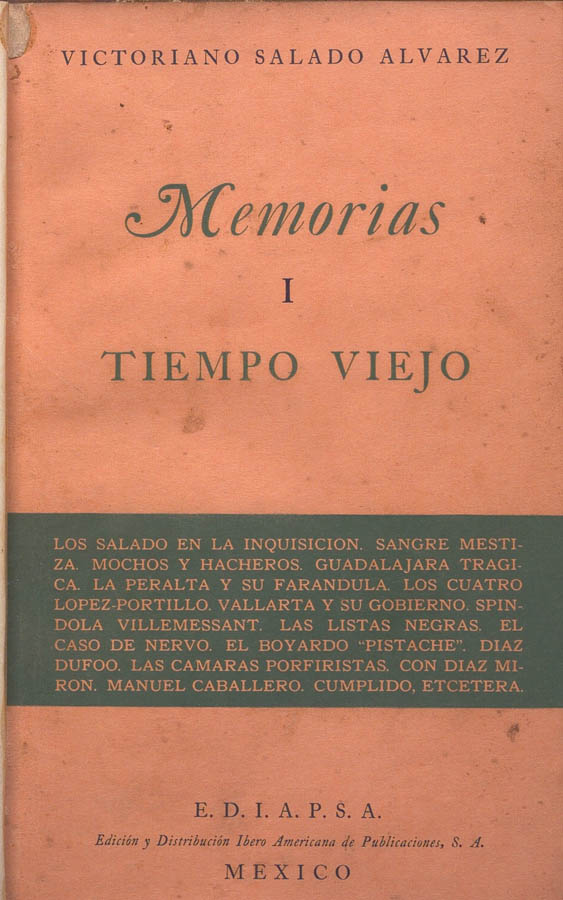 VICTORIANO SALADO ALVAREZ
Memorias
I
TIEMPO VIEJO
LOS SALADO EN LA INQUISICION. SANGRE MESTI-
ZA. MOCHOS Y HACHEROS. GUADALAJARA TRAGI-
CA. LA PERALTA Y SU FARANDULA. LOS CUATRO
LOPEZ-PORTILLO. VALLARTA Y SU GOBIERNO. SPIN-
DOLA VILLEMESSANT. LAS LISTAS NEGRAS. EL
CASO DE NERVO. EL BOYARDO "PISTACHE". DIAZ
DUFOO. LAS CAMARAS PORFIRISTAS. CON DIAZ MI-
RON. MANUEL CABALLERO. CUMPLIDO, ETCETERA.
E. D. I. A. P. S. A.
Edición y Distribución Ibero Americana de Publicaciones, S. A.
MEXICO